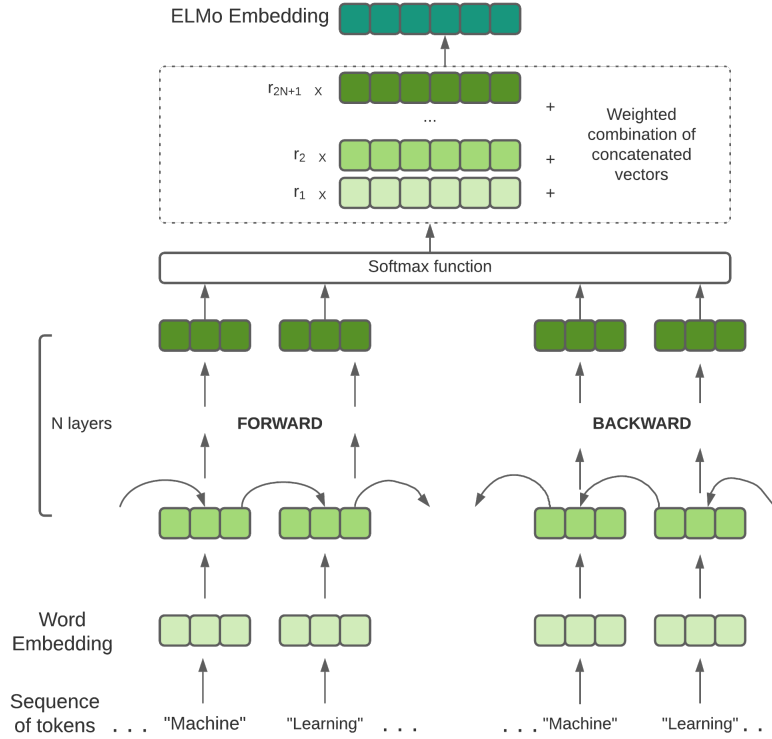 ELMo Embedding
r2N+1 x
+
...
Weighted
combination of
concatenated
vectors
r2 x
+
r1 x
+
Softmax function
N layers
FORWARD
BACKWARD
Word
Embedding
Sequence
of tokens
. . . "Machine" "Learning" . . . . . . "Machine" "Learning" . .